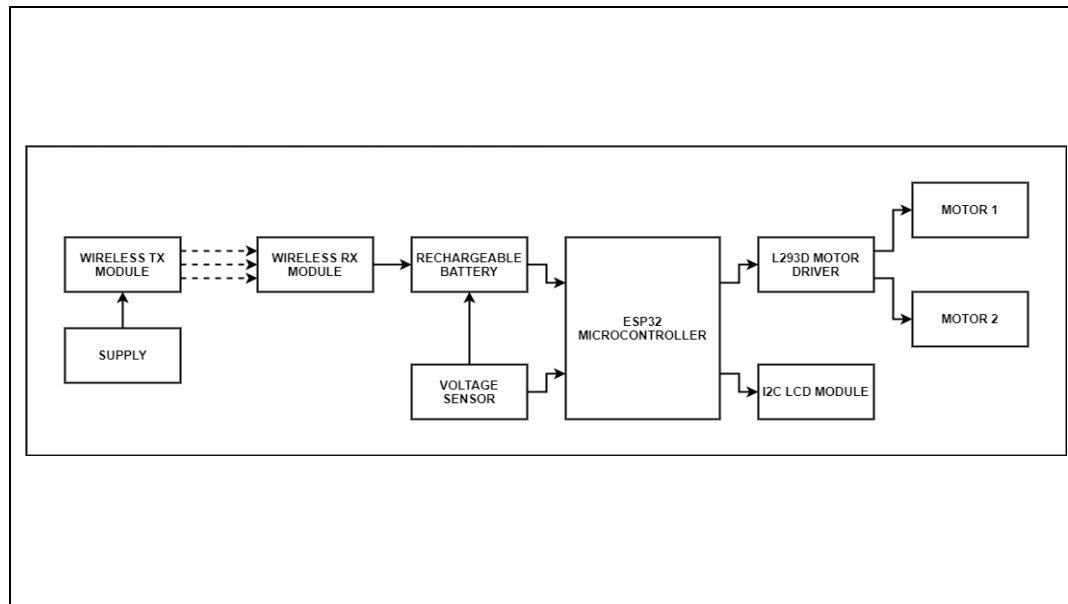 MOTOR 1
WIRELESS TX
MODULE
WIRELESS RX
MODULE
RECHARGEABLE
BATTERY
L293D MOTOR
DRIVER
ESP32
MICROCONTROLLER
MOTOR 2
SUPPLY
VOLTAGE
SENSOR
I2C LCD MODULE